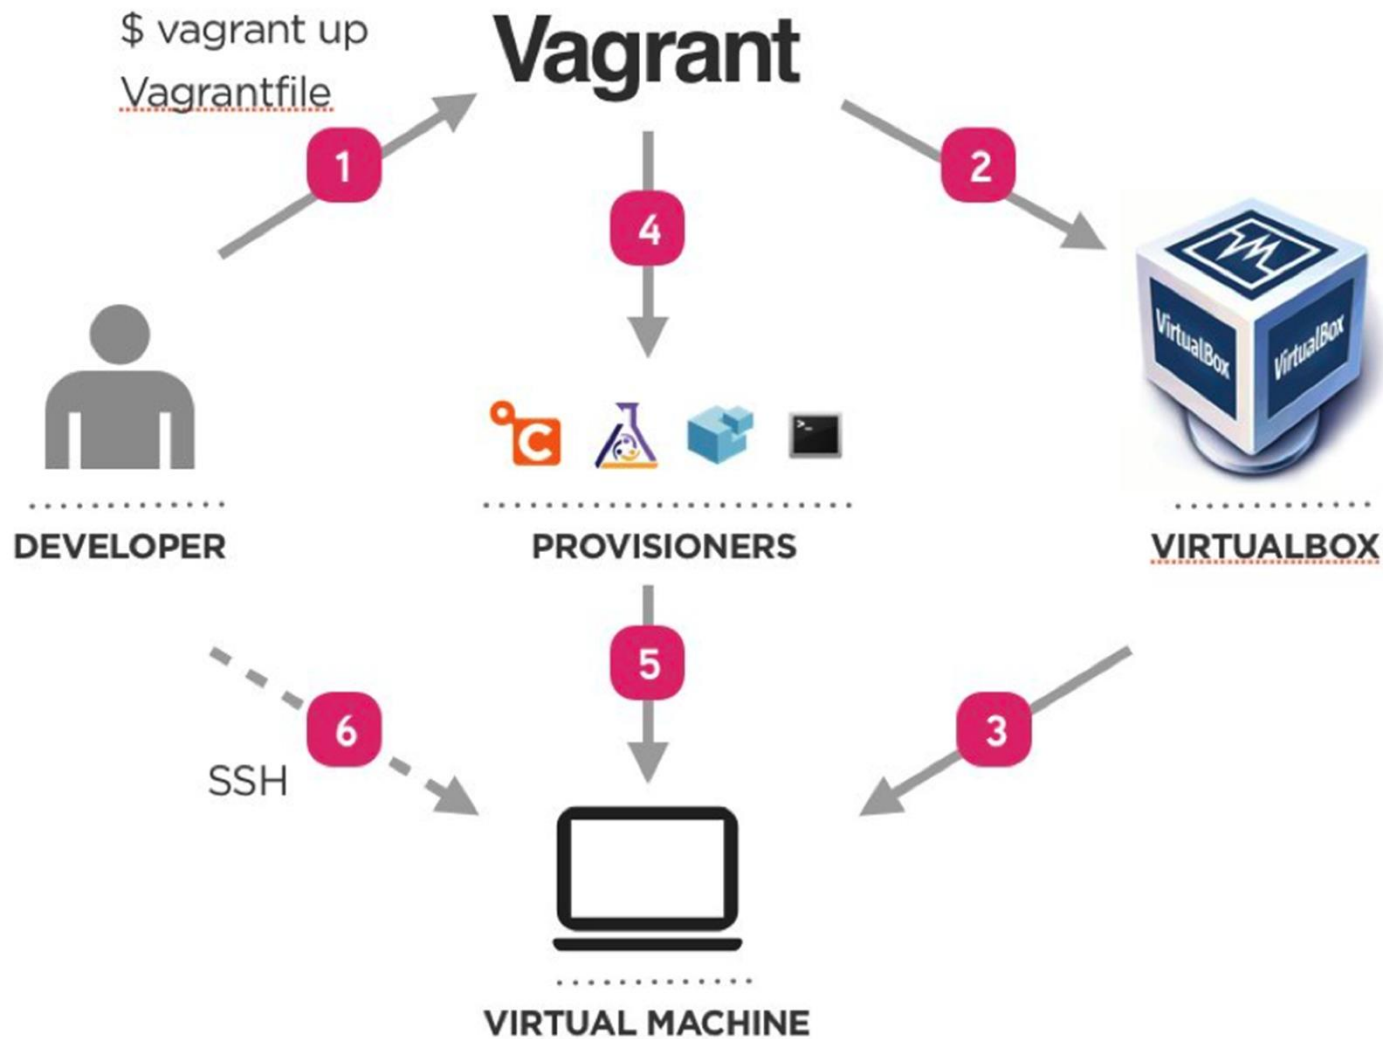 $ vagrant up
Vagrantfile
Vagrant
1
2
4
VirtualBox
VirtualBox
C
>_
DEVELOPER
PROVISIONERS
VIRTUALBOX
5
6
3
SSH
VIRTUAL MACHINE